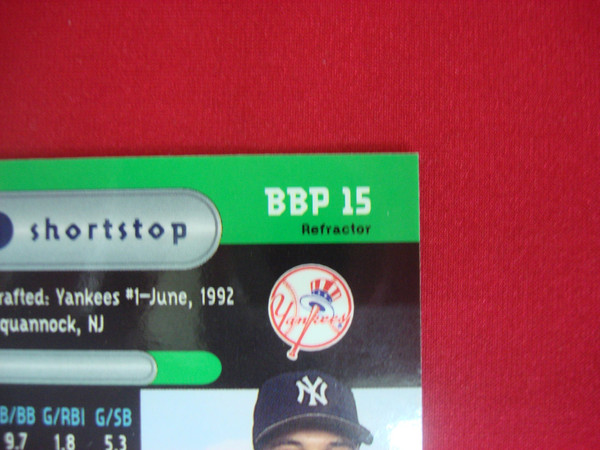 BBP 15
Refractor
shortstop
rafted: Yankees #1–June, 1992
quannock, NJ
Yankees
NY
B/BB G/RBI G/SB
9.7 1.8 5.3